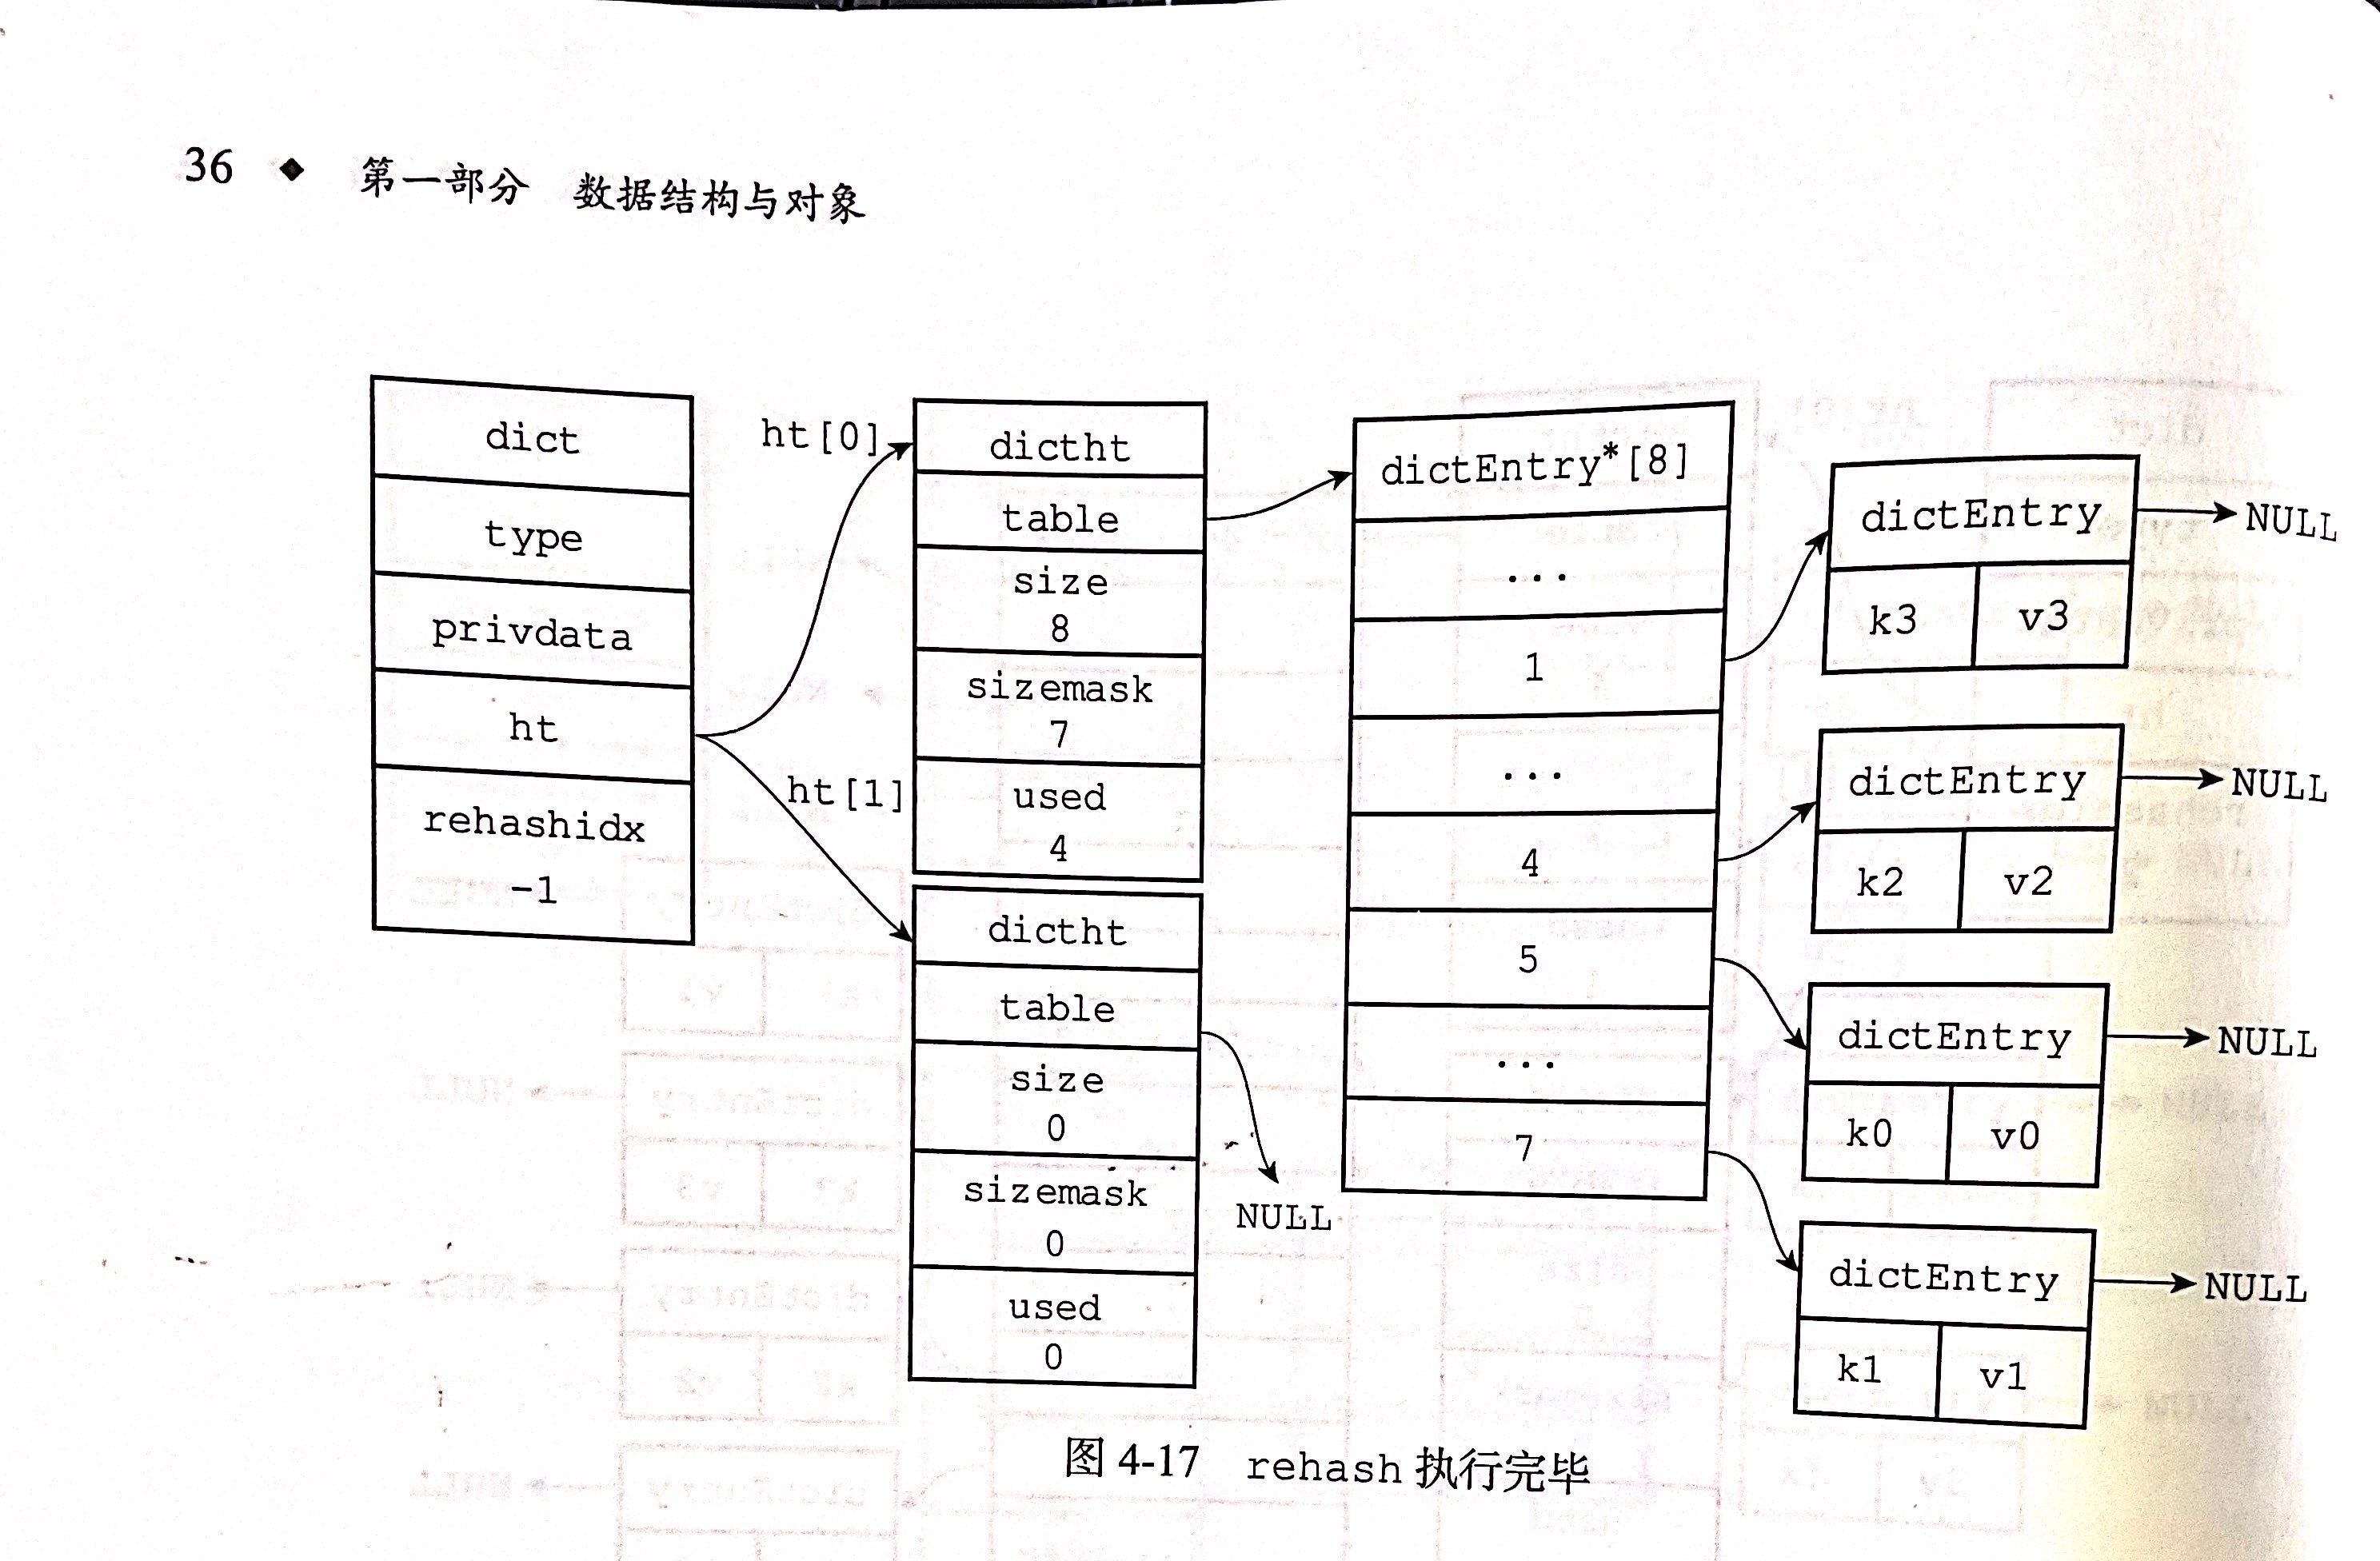 36 ◆ 第一部分 数据结构与对象
dict
type
privdata
ht
rehashidx
-1
ht[0]
ht[1]
dictht
table
size
8
sizemask
7
used
4
dictht
table
size
0
sizemask
0
used
0
NULL
dictEntry*[8]
...
1
...
4
5
...
7
dictEntry NULL
k3 v3
dictEntry NULL
k2 v2
dictEntry NULL
k0 v0
dictEntry NULL
k1 v1
图 4-17 rehash 执行完毕